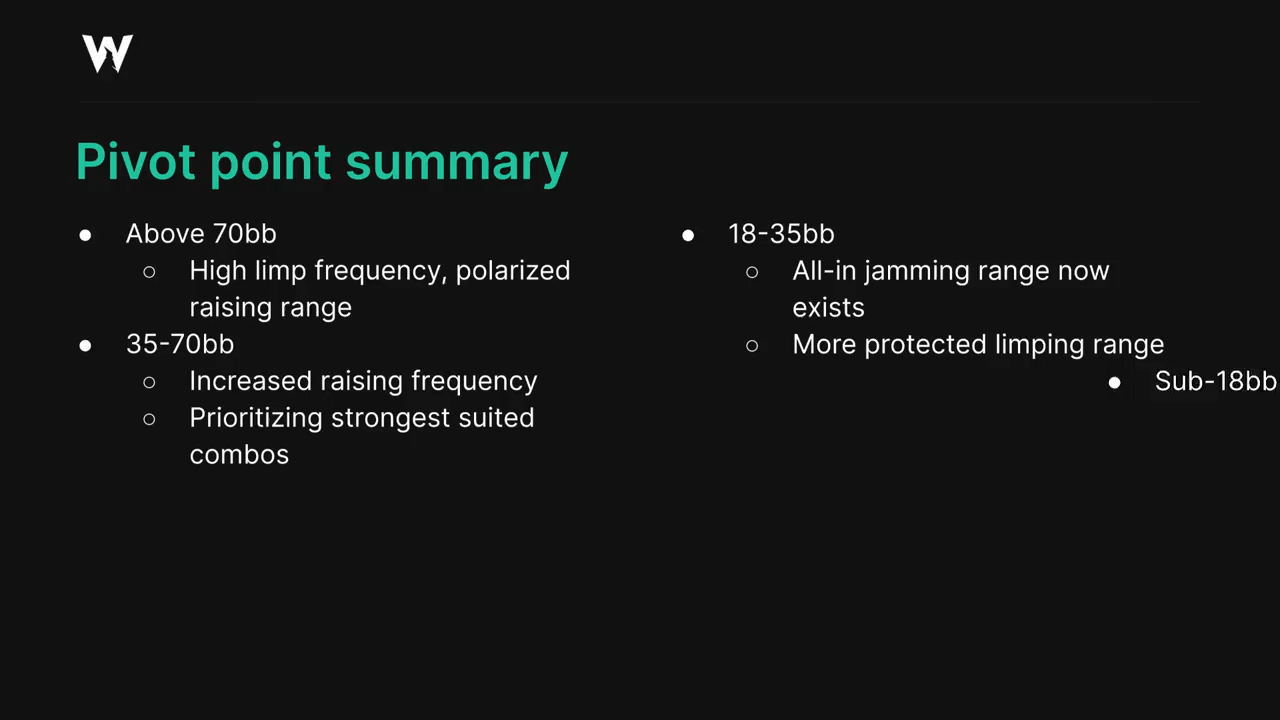 W
Pivot point summary
● Above 70bb
○ High limp frequency, polarized
raising range
● 35-70bb
○ Increased raising frequency
○ Prioritizing strongest suited
combos
● 18-35bb
○ All-in jamming range now
exists
○ More protected limping range
● Sub-18bb